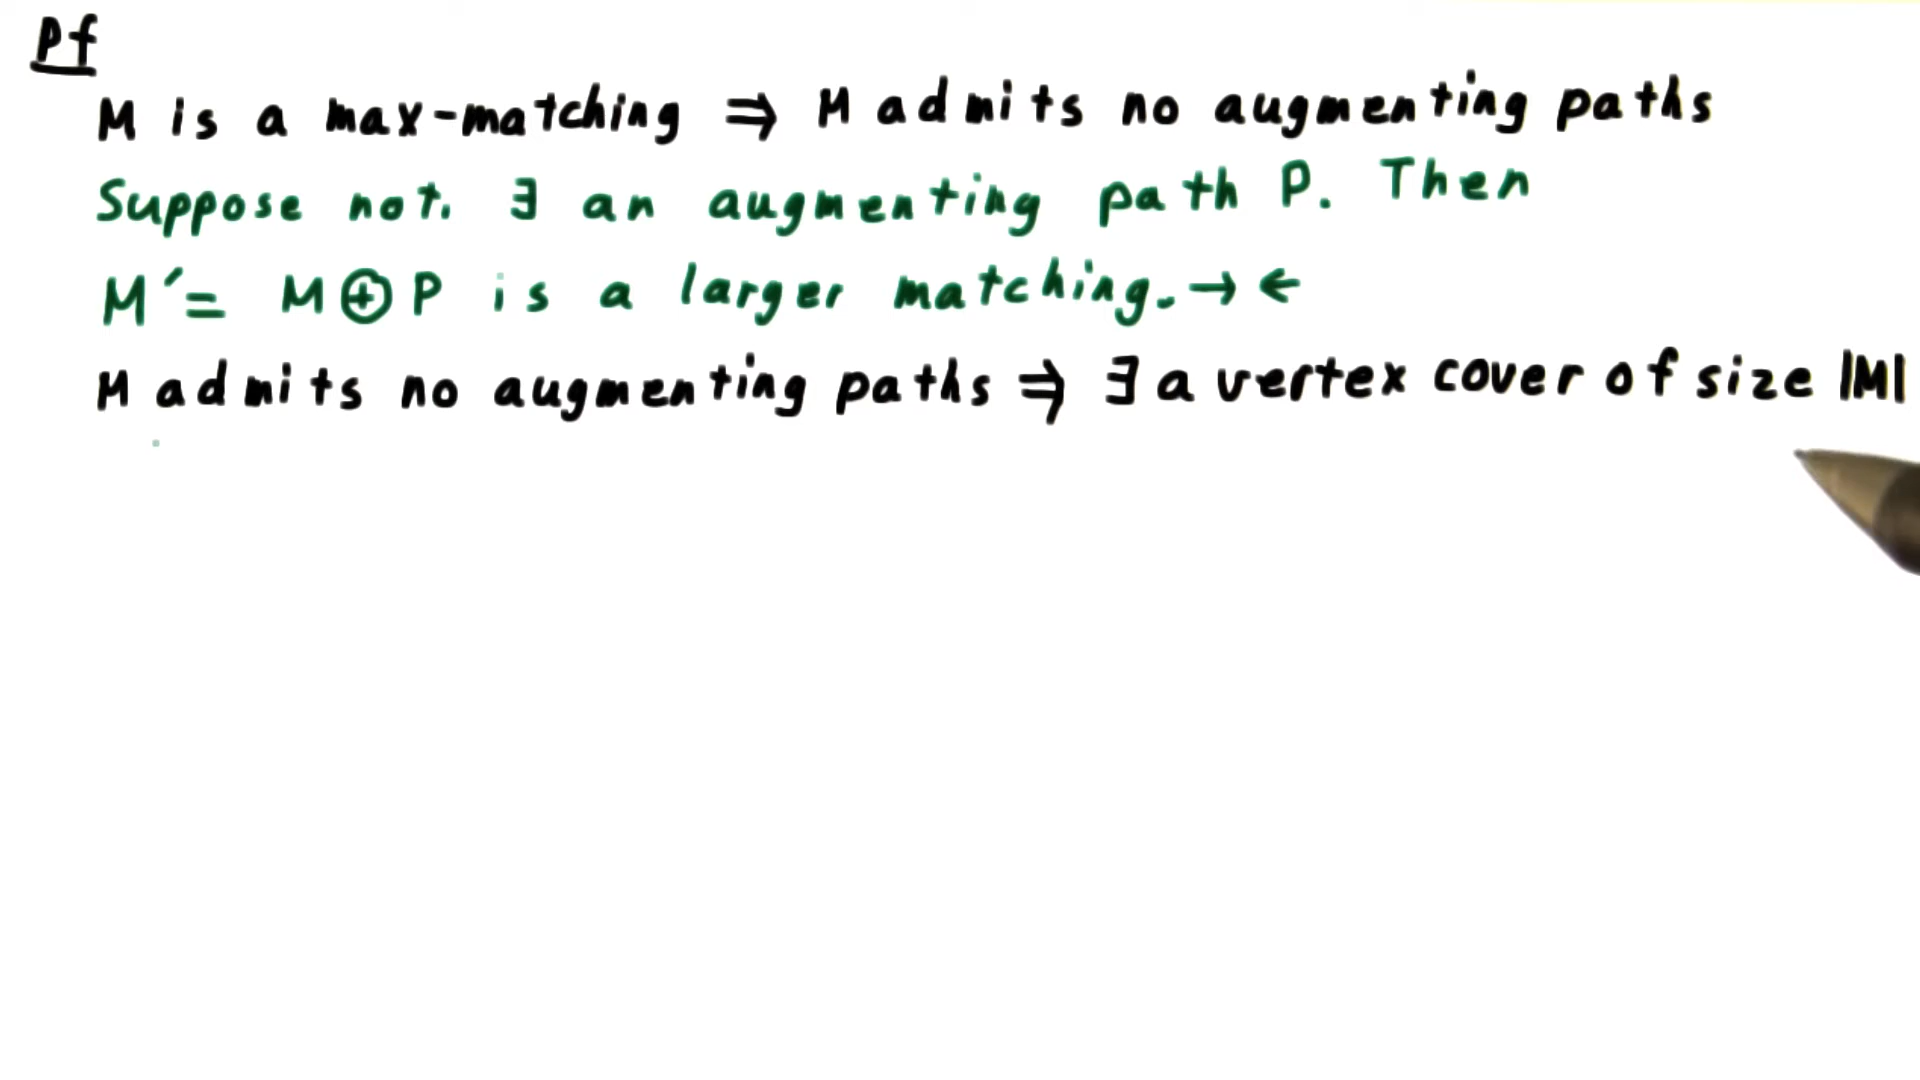 Pf
M is a max-matching ⇒ M admits no augmenting paths
Suppose not. ∃ an augmenting path P. Then
M′= M⊕P is a larger matching. →←
M admits no augmenting paths ⇒ ∃ a vertex cover of size |M|